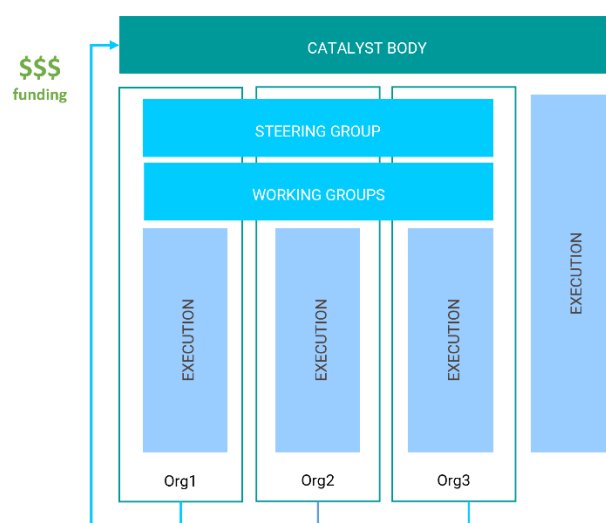 CATALYST BODY
$$$
funding
STEERING GROUP
WORKING GROUPS
EXECUTION
EXECUTION
EXECUTION
EXECUTION
Org1
Org2
Org3